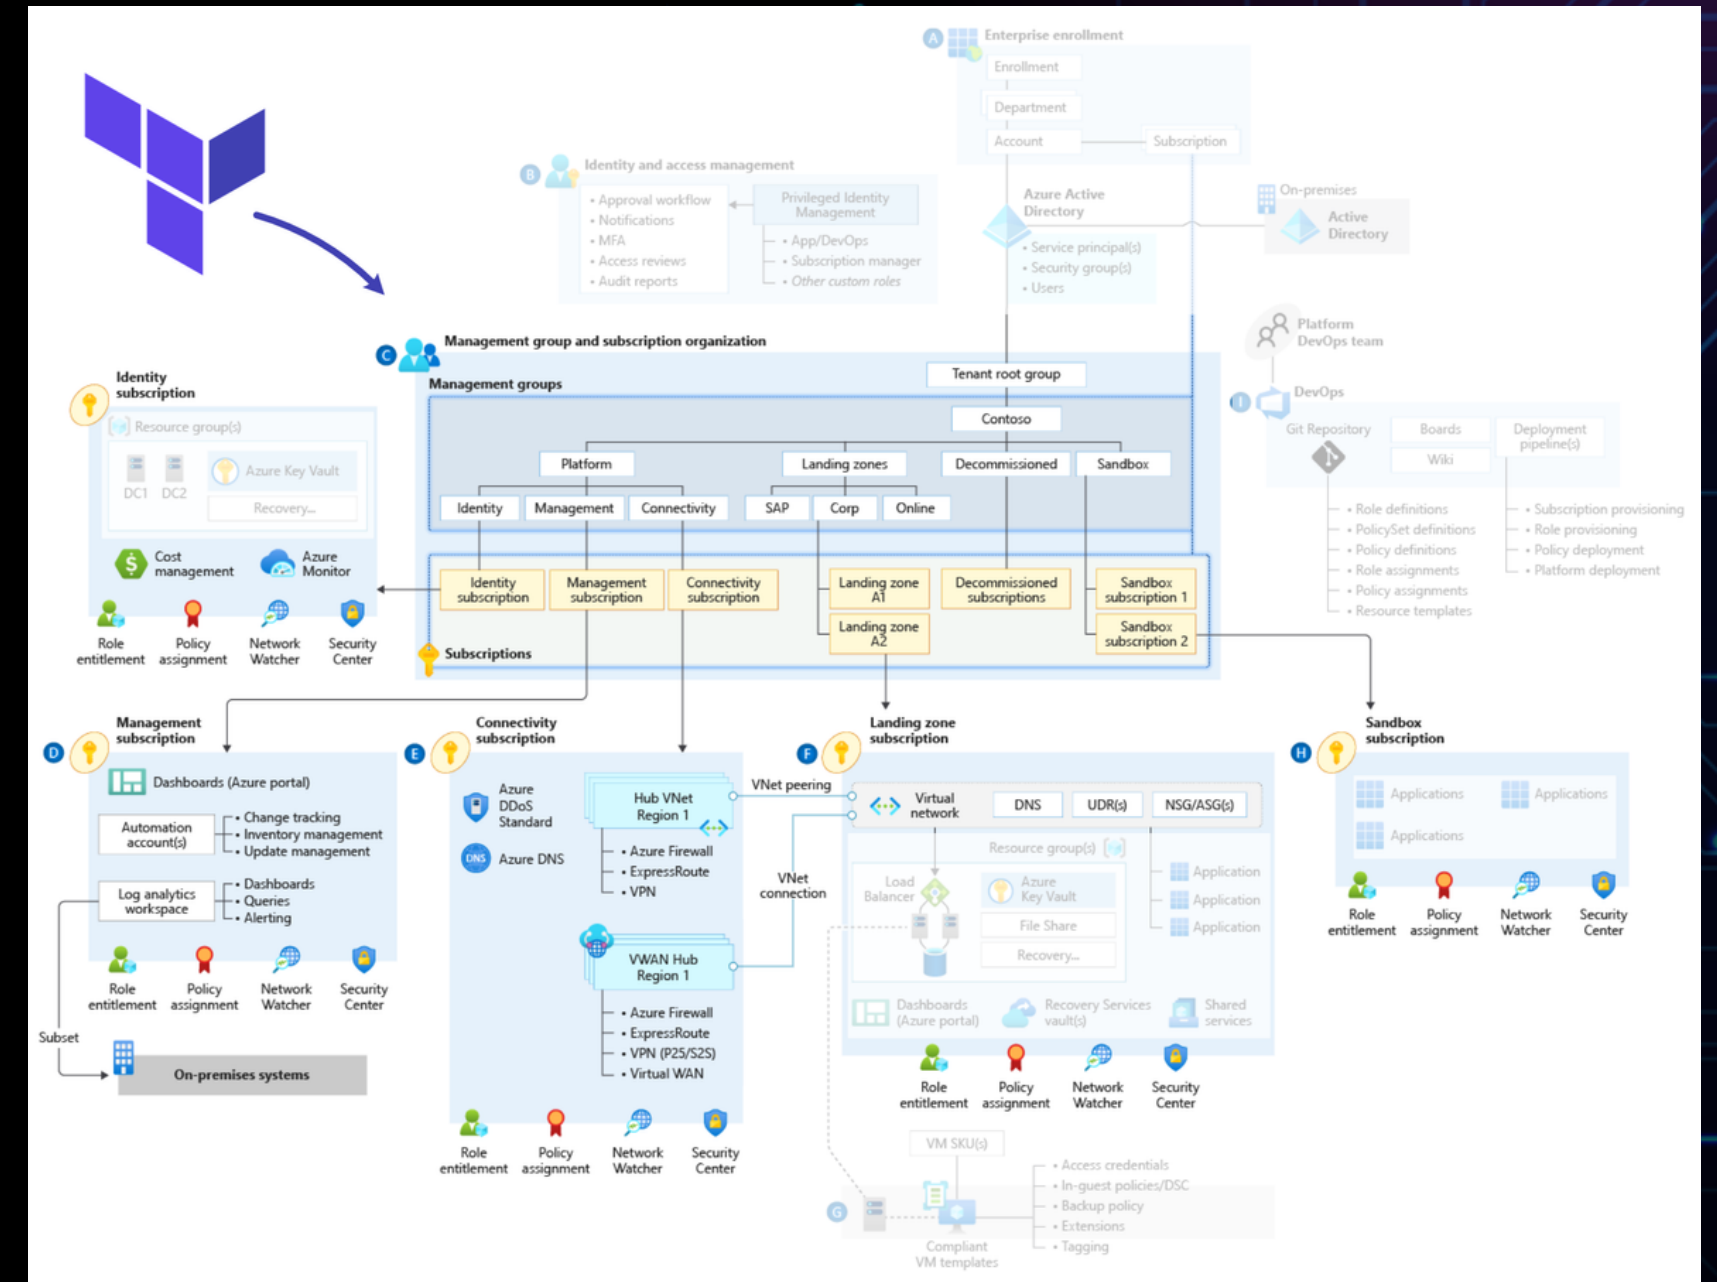 A
Enterprise enrollment
Enrollment
Department
Account
Subscription
B
Identity and access management
• Approval workflow
• Notifications
• MFA
• Access reviews
• Audit reports
Privileged Identity
Management
• App/DevOps
• Subscription manager
• Other custom roles
Azure Active
Directory
• Service principal(s)
• Security group(s)
• Users
On-premises
Active
Directory
Platform
DevOps team
I
DevOps
Git Repository
Boards
Wiki
Deployment
pipeline(s)
• Role definitions
• PolicySet definitions
• Policy definitions
• Role assignments
• Policy assignments
• Resource templates
• Subscription provisioning
• Role provisioning
• Policy deployment
• Platform deployment
C
Management group and subscription organization
Management groups
Tenant root group
Contoso
Platform
Landing zones
Decommissioned
Sandbox
Identity
Management
Connectivity
SAP
Corp
Online
Identity
subscription
Management
subscription
Connectivity
subscription
Landing zone
A1
Landing zone
A2
Decommissioned
subscriptions
Sandbox
subscription 1
Sandbox
subscription 2
Subscriptions
Identity
subscription
Resource group(s)
DC1
DC2
Azure Key Vault
Recovery...
Cost
management
Azure
Monitor
Role
entitlement
Policy
assignment
Network
Watcher
Security
Center
D
Management
subscription
Dashboards (Azure portal)
Automation
account(s)
• Change tracking
• Inventory management
• Update management
Log analytics
workspace
• Dashboards
• Queries
• Alerting
Role
entitlement
Policy
assignment
Network
Watcher
Security
Center
Subset
On-premises systems
E
Connectivity
subscription
Azure
DDoS
Standard
DNS
Azure DNS
Hub VNet
Region 1
• Azure Firewall
• ExpressRoute
• VPN
VWAN Hub
Region 1
• Azure Firewall
• ExpressRoute
• VPN (P2S/S2S)
• Virtual WAN
Role
entitlement
Policy
assignment
Network
Watcher
Security
Center
VNet peering
VNet
connection
F
Landing zone
subscription
Virtual
network
DNS
UDR(s)
NSG/ASG(s)
Resource group(s)
Load
Balancer
Azure
Key Vault
File Share
Recovery...
Application
Application
Application
Dashboards
(Azure portal)
Recovery Services
vault(s)
Shared
services
Role
entitlement
Policy
assignment
Network
Watcher
Security
Center
G
VM SKU(s)
Compliant
VM templates
• Access credentials
• In-guest policies/DSC
• Backup policy
• Extensions
• Tagging
H
Sandbox
subscription
Applications
Applications
Applications
Role
entitlement
Policy
assignment
Network
Watcher
Security
Center